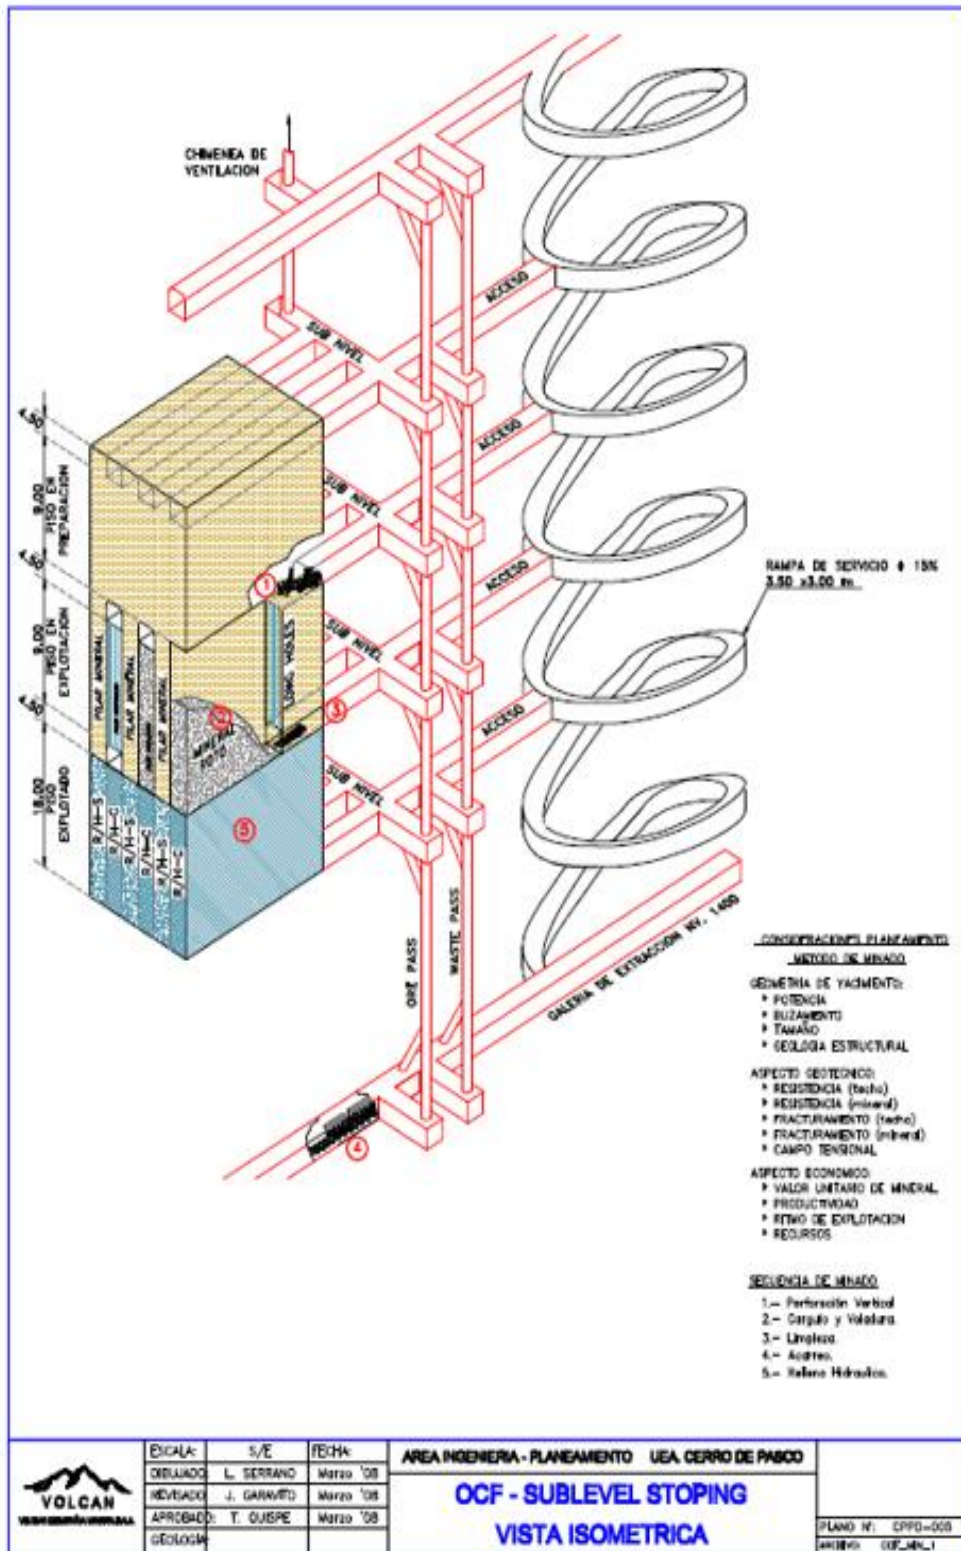 CHIMENEA DE
VENTILACION
ACCESO
SUB NIVEL
4.50
9.00
PISO EN
PREPARACION
ACCESO
SUB NIVEL
4.50
1
9.00
PISO EN
EXPLOTACION
PILAR MINERAL
PILAR MINERAL
PILAR MINERAL
LONG HOLES
ACCESO
SUB NIVEL
RAMPA DE SERVICIO
15%
3.50 x3.00 m
2
3
MINERAL
ROTO
4.50
ACCESO
SUB NIVEL
18.00
PISO
EXPLOTADO
R/H-S
R/H-C
R/H-S
R/H-C
R/H-S
R/H-C
5
ORE PASS
WASTE PASS
GALERIA DE EXTRACCION NV. 1400
4
CONSIDERACIONES PLANEAMIENTO
METODO DE MINADO
GEOMETRIA DE YACIMIENTO:
POTENCIA
BUZAMIENTO
TAMAÑO
GEOLOGIA ESTRUCTURAL
ASPECTO GEOTECNICO:
RESISTENCIA (techo)
RESISTENCIA (mineral)
FRACTURAMIENTO (techo)
FRACTURAMIENTO (mineral)
CAMPO TENSIONAL
ASPECTO ECONOMICO:
VALOR UNITARIO DE MINERAL
PRODUCTIVIDAD
RITMO DE EXPLOTACION
RECURSOS
SECUENCIA DE MINADO
1.- Perforación Vertical
2.- Carguío y Voladura.
3.- Limpieza.
4.- Acarreo.
5.- Relleno Hidraulico.
VOLCAN
ESCALA: S/E FECHA:
DIBUJADO: L. SERRANO Marzo '08
REVISADO: J. GARAVITO Marzo '08
APROBADO: T. QUISPE Marzo '08
GEOLOGIA:
AREA INGENIERIA - PLANEAMIENTO UEA. CERRO DE PASCO
OCF - SUBLEVEL STOPING
VISTA ISOMETRICA
PLANO Nº:
ARCHIVO: